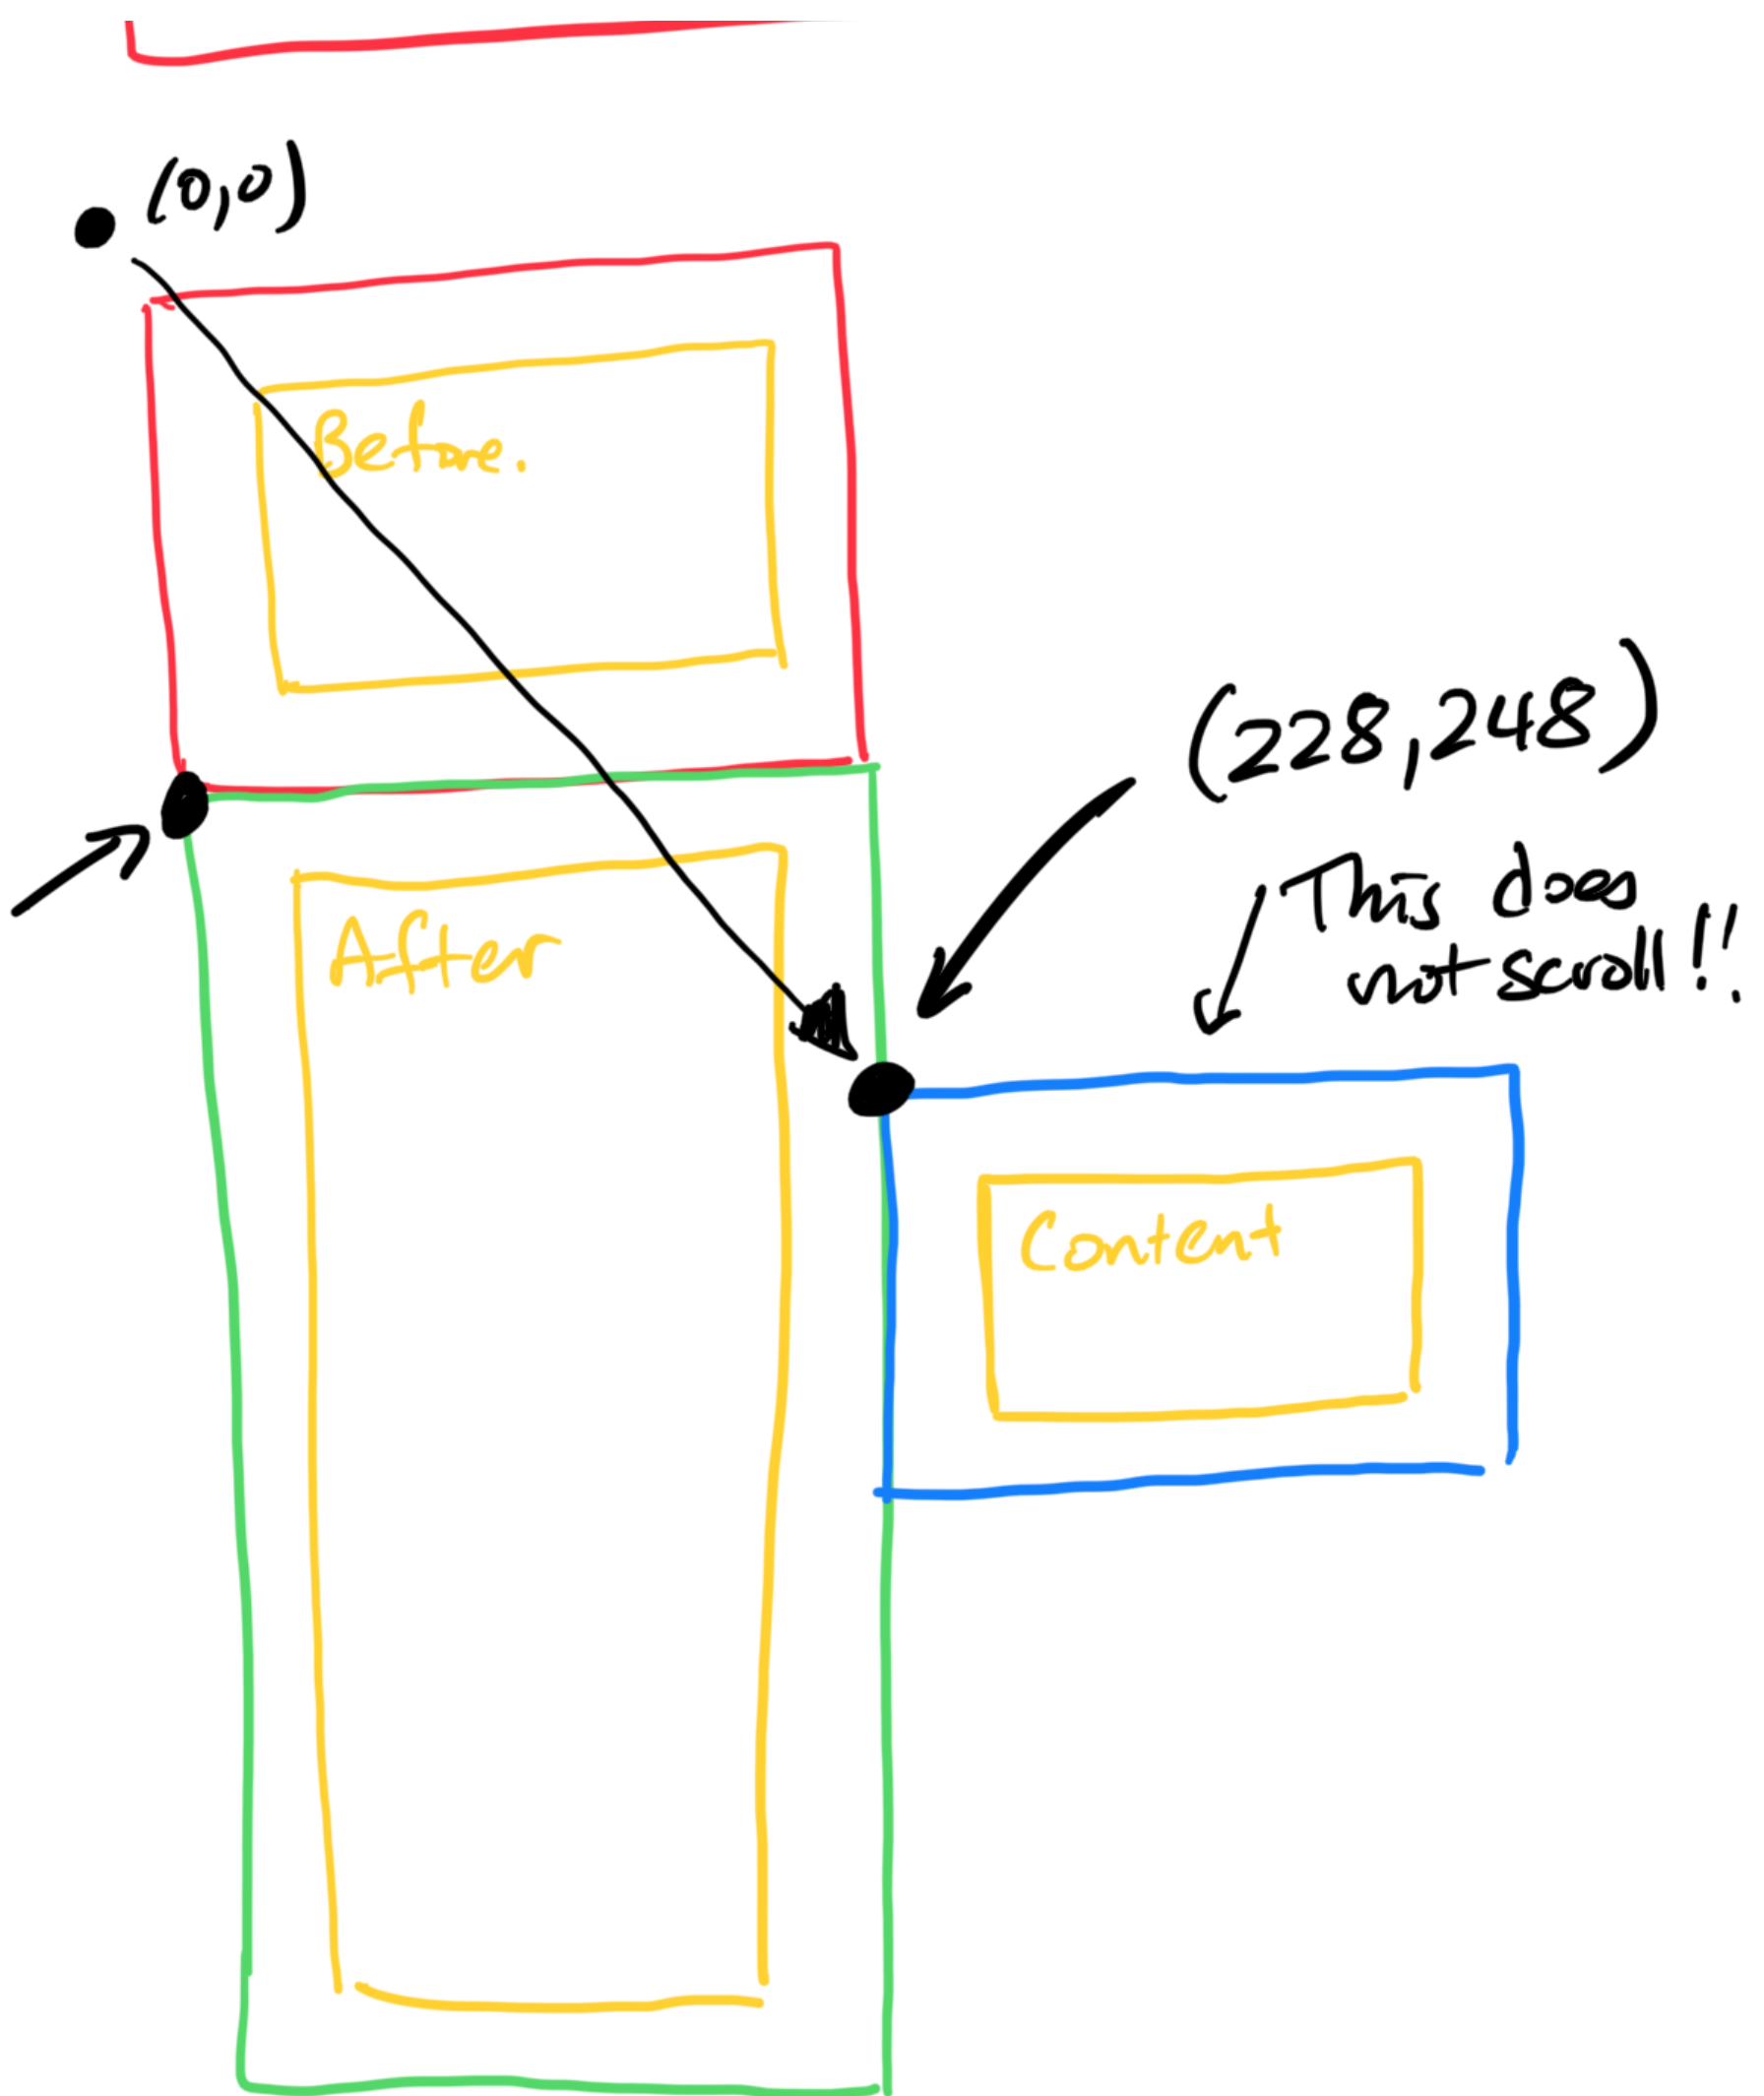 (0,0)
Before.
(228,248)
This does
not scroll!!
After
Content